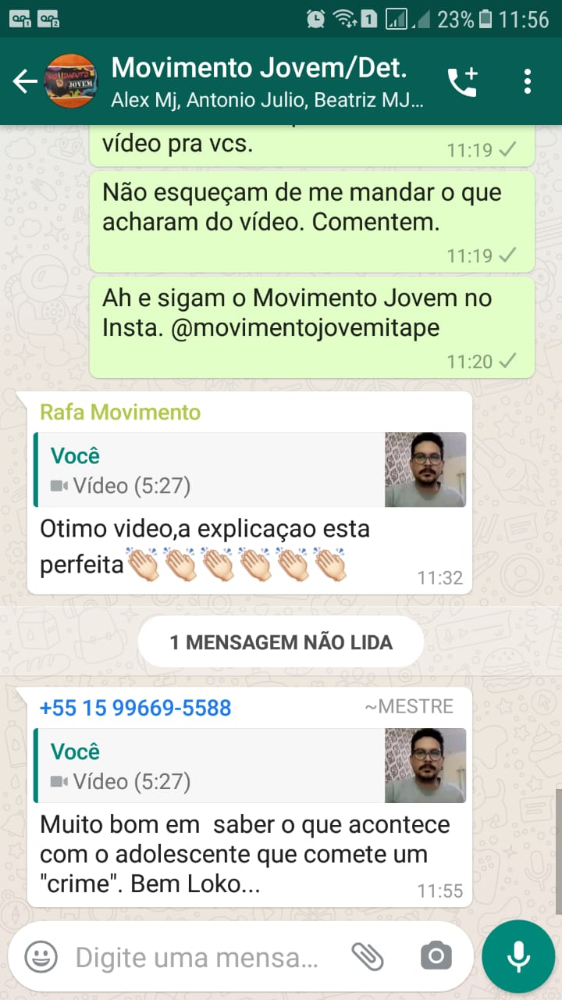 23% 11:56
Movimento Jovem/Det.
Alex Mj, Antonio Julio, Beatriz MJ...
MOVIMENTO
JOVEM
vídeo pra vcs.
11:19
Não esqueçam de me mandar o que
acharam do vídeo. Comentem.
11:19
Ah e sigam o Movimento Jovem no
Insta. @movimentojovemitape
11:20
Rafa Movimento
Você
Vídeo (5:27)
Otimo video,a explicaçao esta
perfeita👏🏻👏🏻👏🏻👏🏻👏🏻👏🏻
11:32
1 MENSAGEM NÃO LIDA
+55 15 99669-5588 ~MESTRE
Você
Vídeo (5:27)
Muito bom em  saber o que acontece
com o adolescente que comete um
"crime". Bem Loko...
11:55
Digite uma mensa...